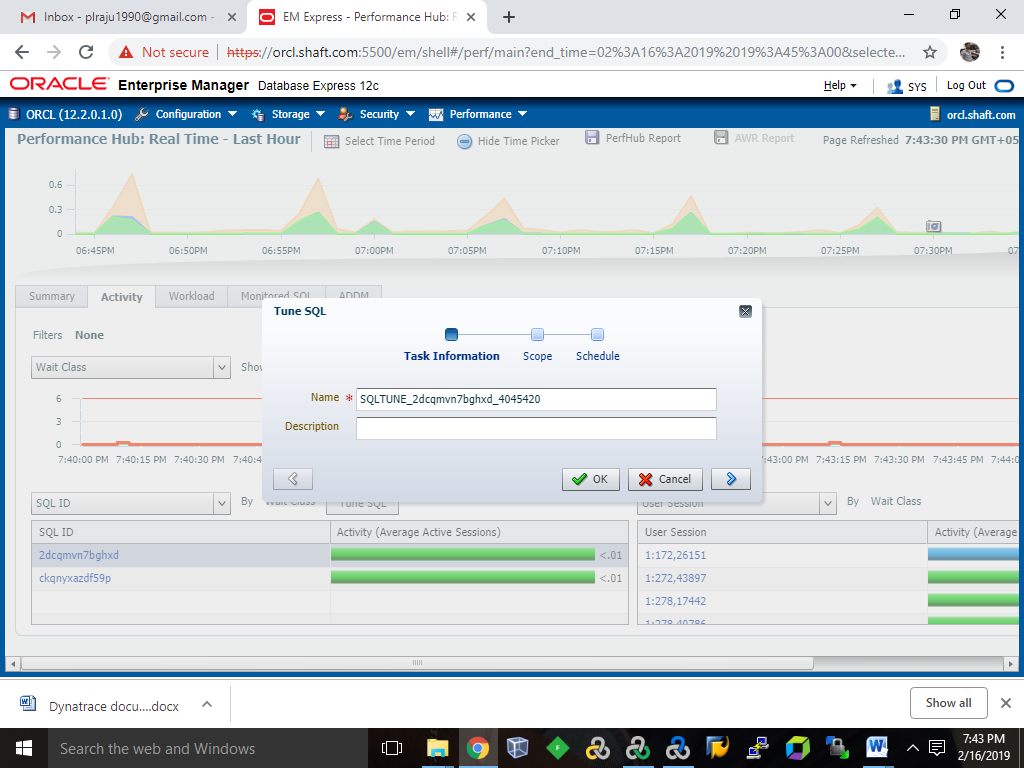 Inbox - plraju1990@gmail.com -
EM Express - Performance Hub: R
Not secure https://orcl.shaft.com:5500/em/shell#/perf/main?end_time=02%3A16%3A2019%2019%3A45%3A00&selecte...
ORACLE Enterprise Manager Database Express 12c
Help SYS Log Out
ORCL (12.2.0.1.0) Configuration Storage Security Performance orcl.shaft.com
Performance Hub: Real Time - Last Hour Select Time Period Hide Time Picker PerfHub Report AWR Report Page Refreshed 7:43:30 PM GMT+05
0.6
0.3
0
06:45PM 06:50PM 06:55PM 07:00PM 07:05PM 07:10PM 07:15PM 07:20PM 07:25PM 07:30PM 07
Summary Activity Workload Monitored SQL ADDM
Filters None
Wait Class Show
6
3
0
7:40:00 PM 7:40:15 PM 7:40:30 PM 7:40:4 :43:00 PM 7:43:15 PM 7:43:30 PM 7:43:45 PM 7:44:0
Tune SQL
Task Information Scope Schedule
Name * SQLTUNE_2dcqmvn7bghxd_4045420
Description
OK Cancel
SQL ID By Wait Class Tune SQL
User Session By Wait Class
SQL ID Activity (Average Active Sessions)
2dcqmvn7bghxd <.01
ckqnyxazdf59p <.01
User Session Activity (Average
1:172,26151
1:272,43897
1:278,17442
1:278,40786
Dynatrace docu....docx
Show all
Search the web and Windows
7:43 PM
2/16/2019